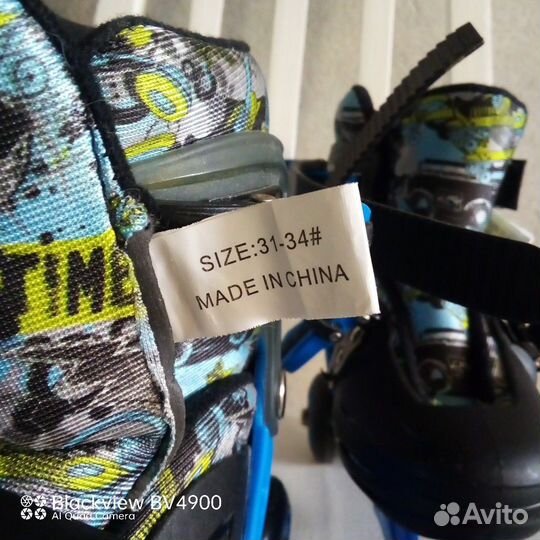 SIZE:31-34#
MADE IN CHINA
TIME
Blackview BV4900
AI Quad Camera
Avito